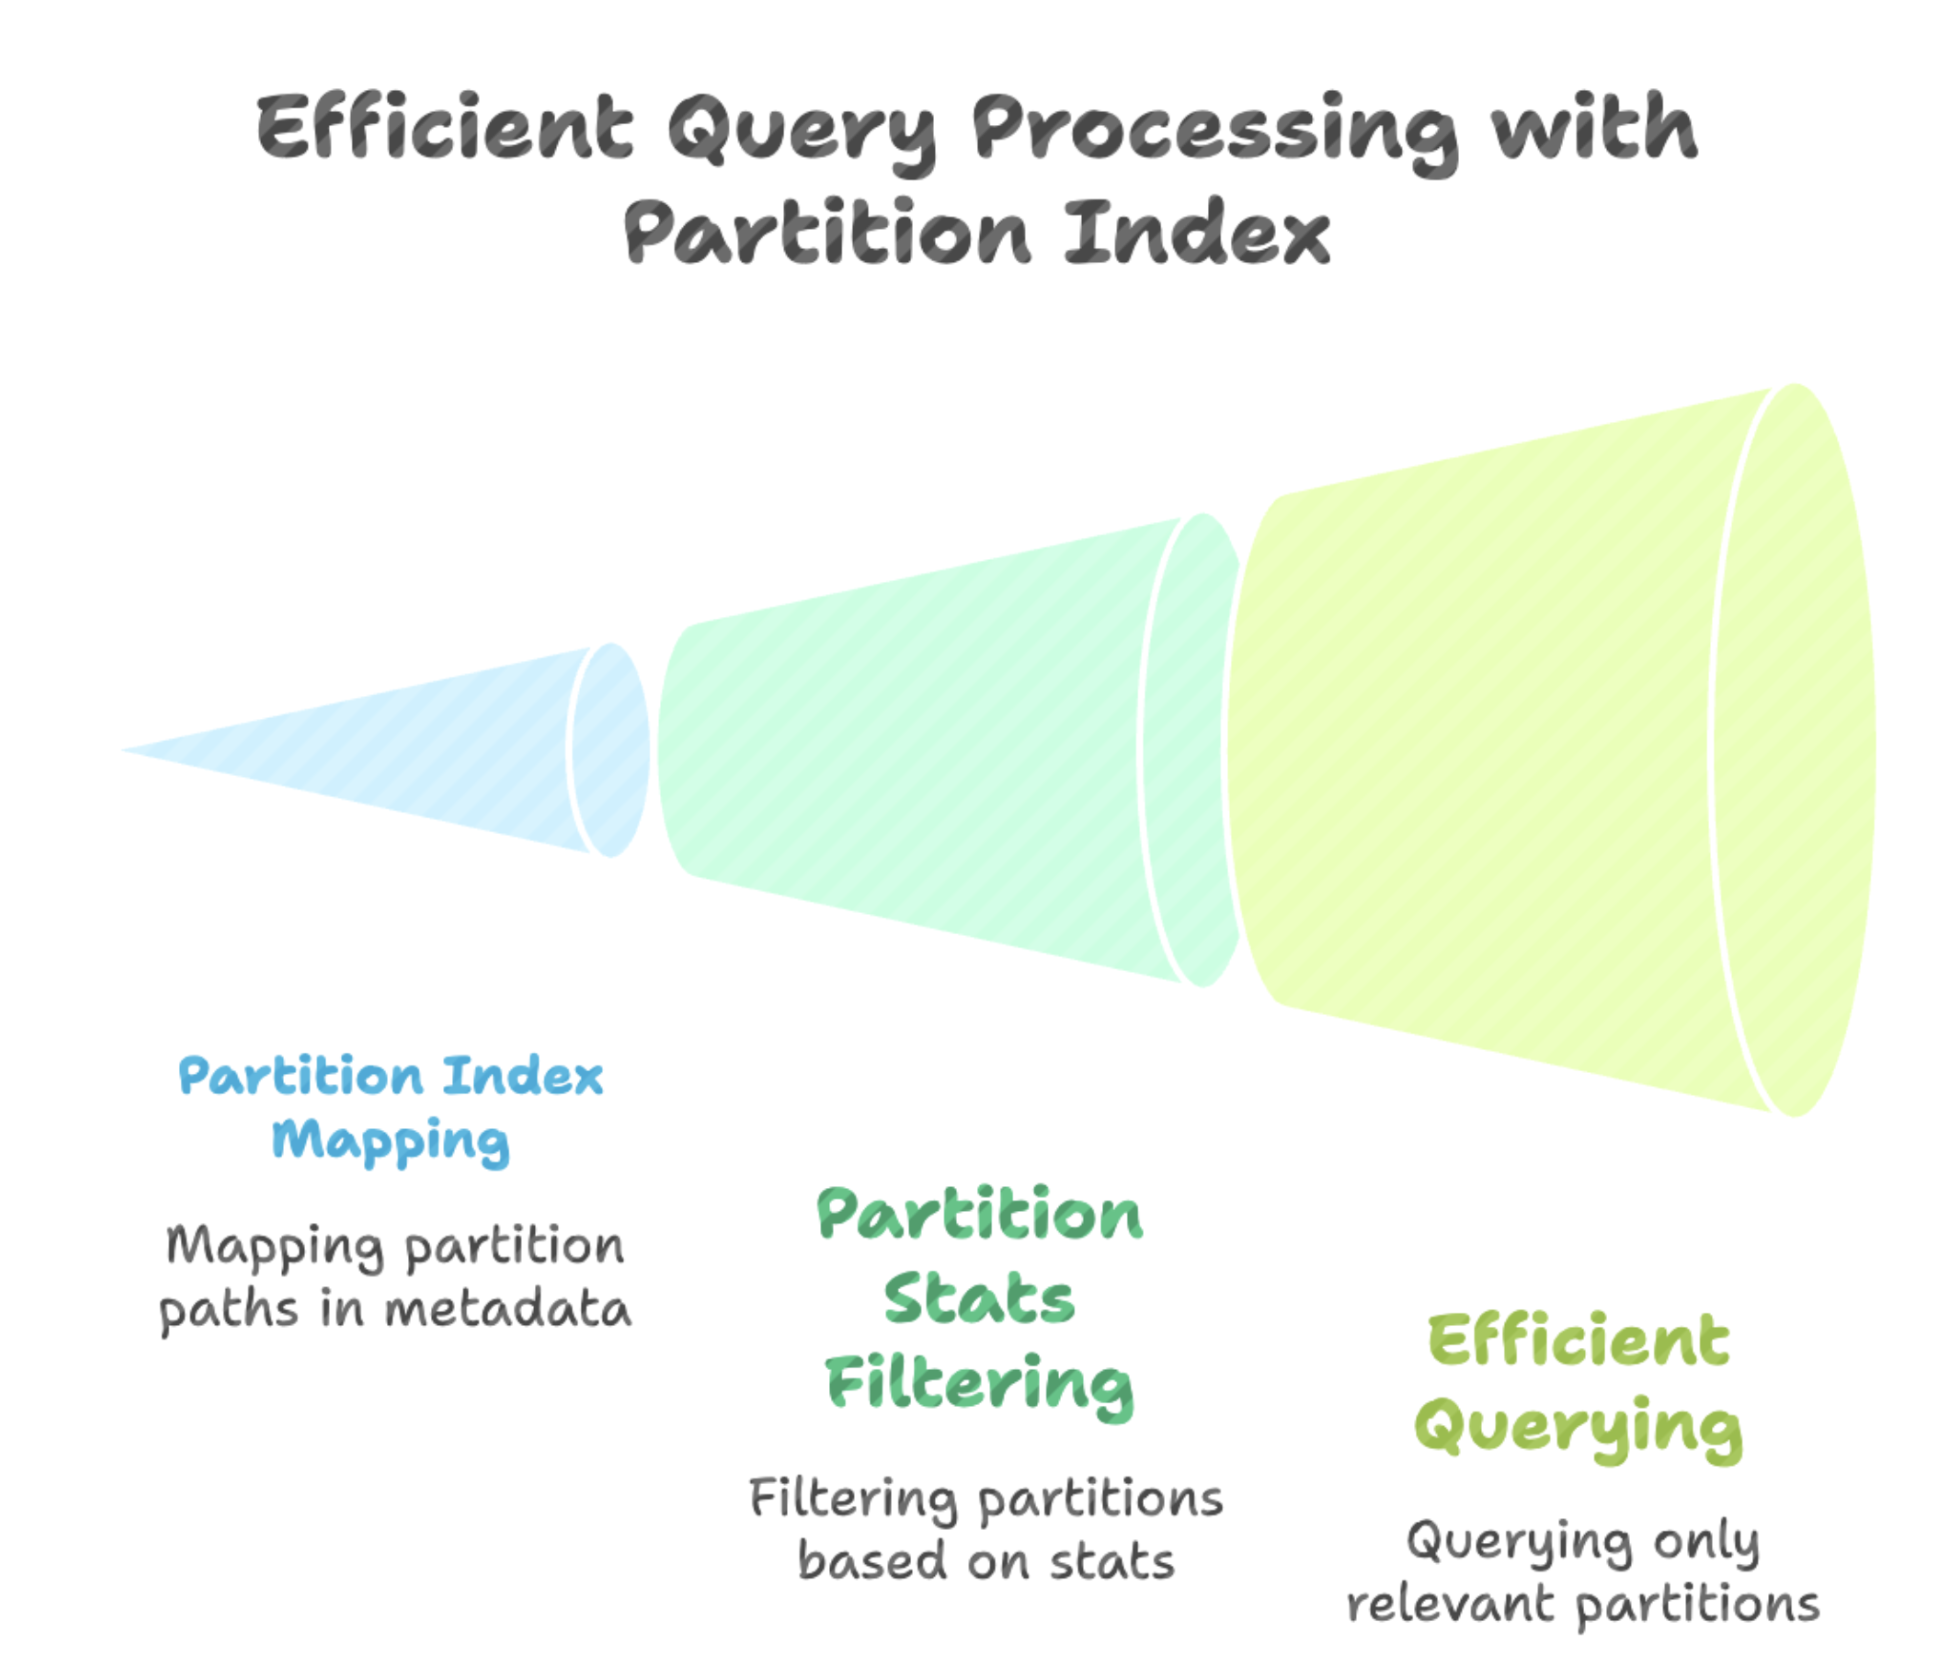 Efficient Query Processing with
Partition Index
Partition Index
Mapping
Mapping partition
paths in metadata
Partition
Stats
Filtering
Filtering partitions
based on stats
Efficient
Querying
Querying only
relevant partitions